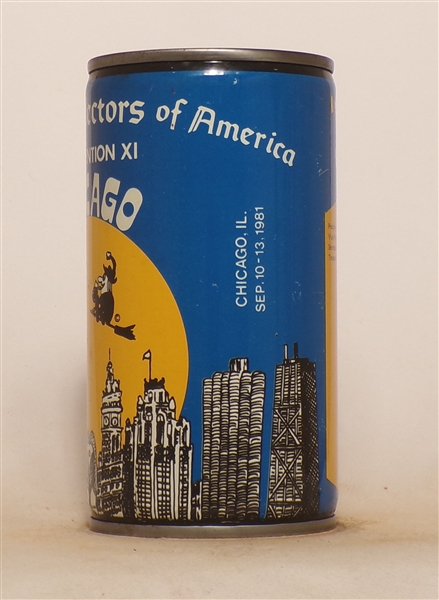 ectors of America
NTION XI
AGO
CHICAGO, IL.
SEP. 10-13, 1981